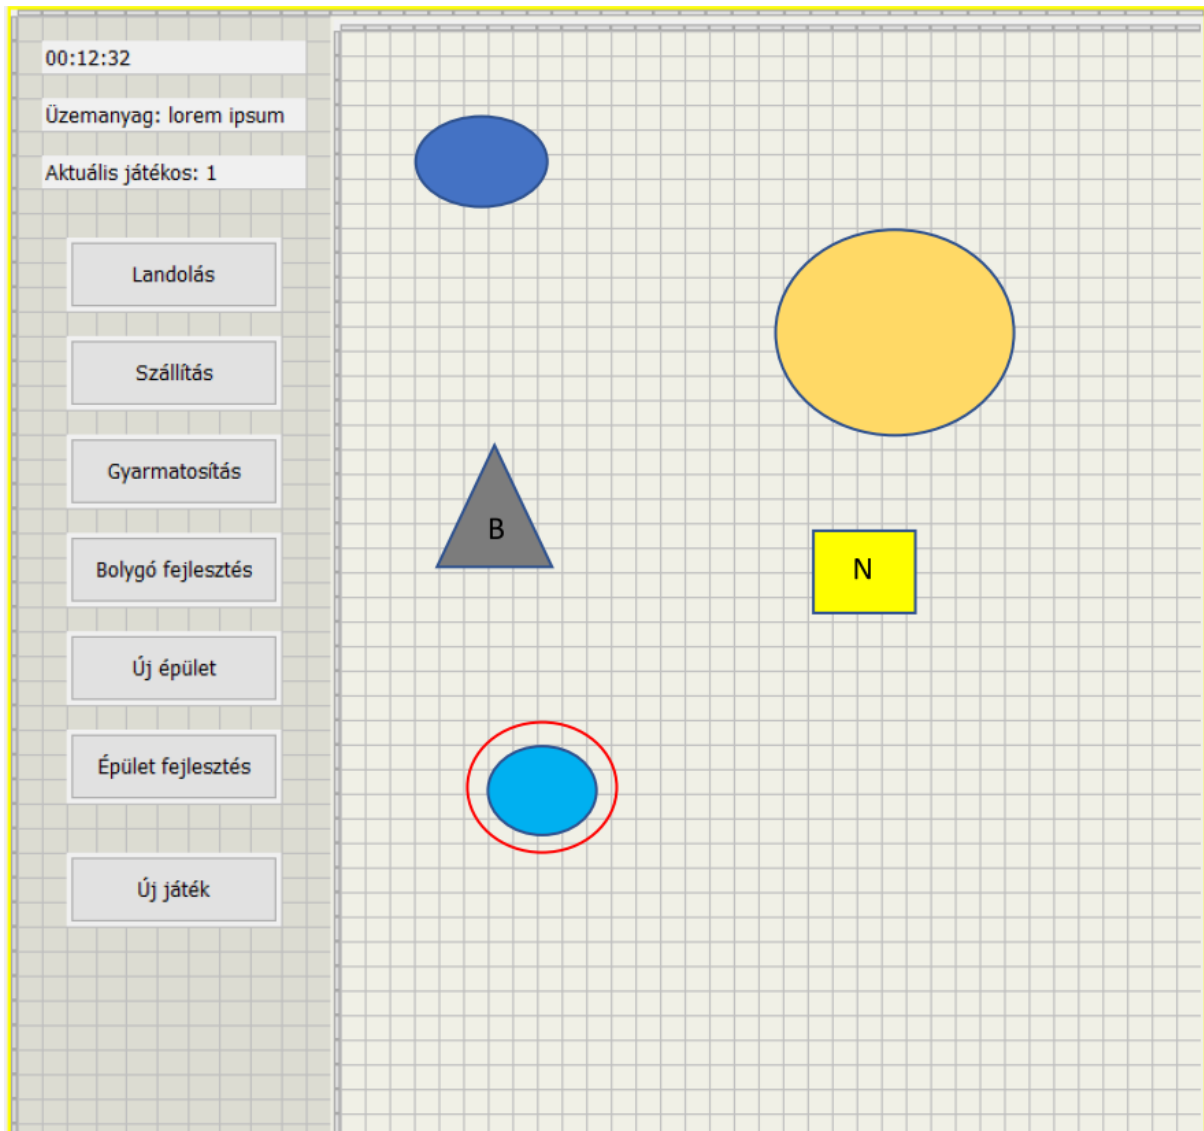 00:12:32
Üzemanyag: lorem ipsum
Aktuális játékos: 1
Landolás
Szállítás
Gyarmatosítás
Bolygó fejlesztés
Új épület
Épület fejlesztés
Új játék
B
N